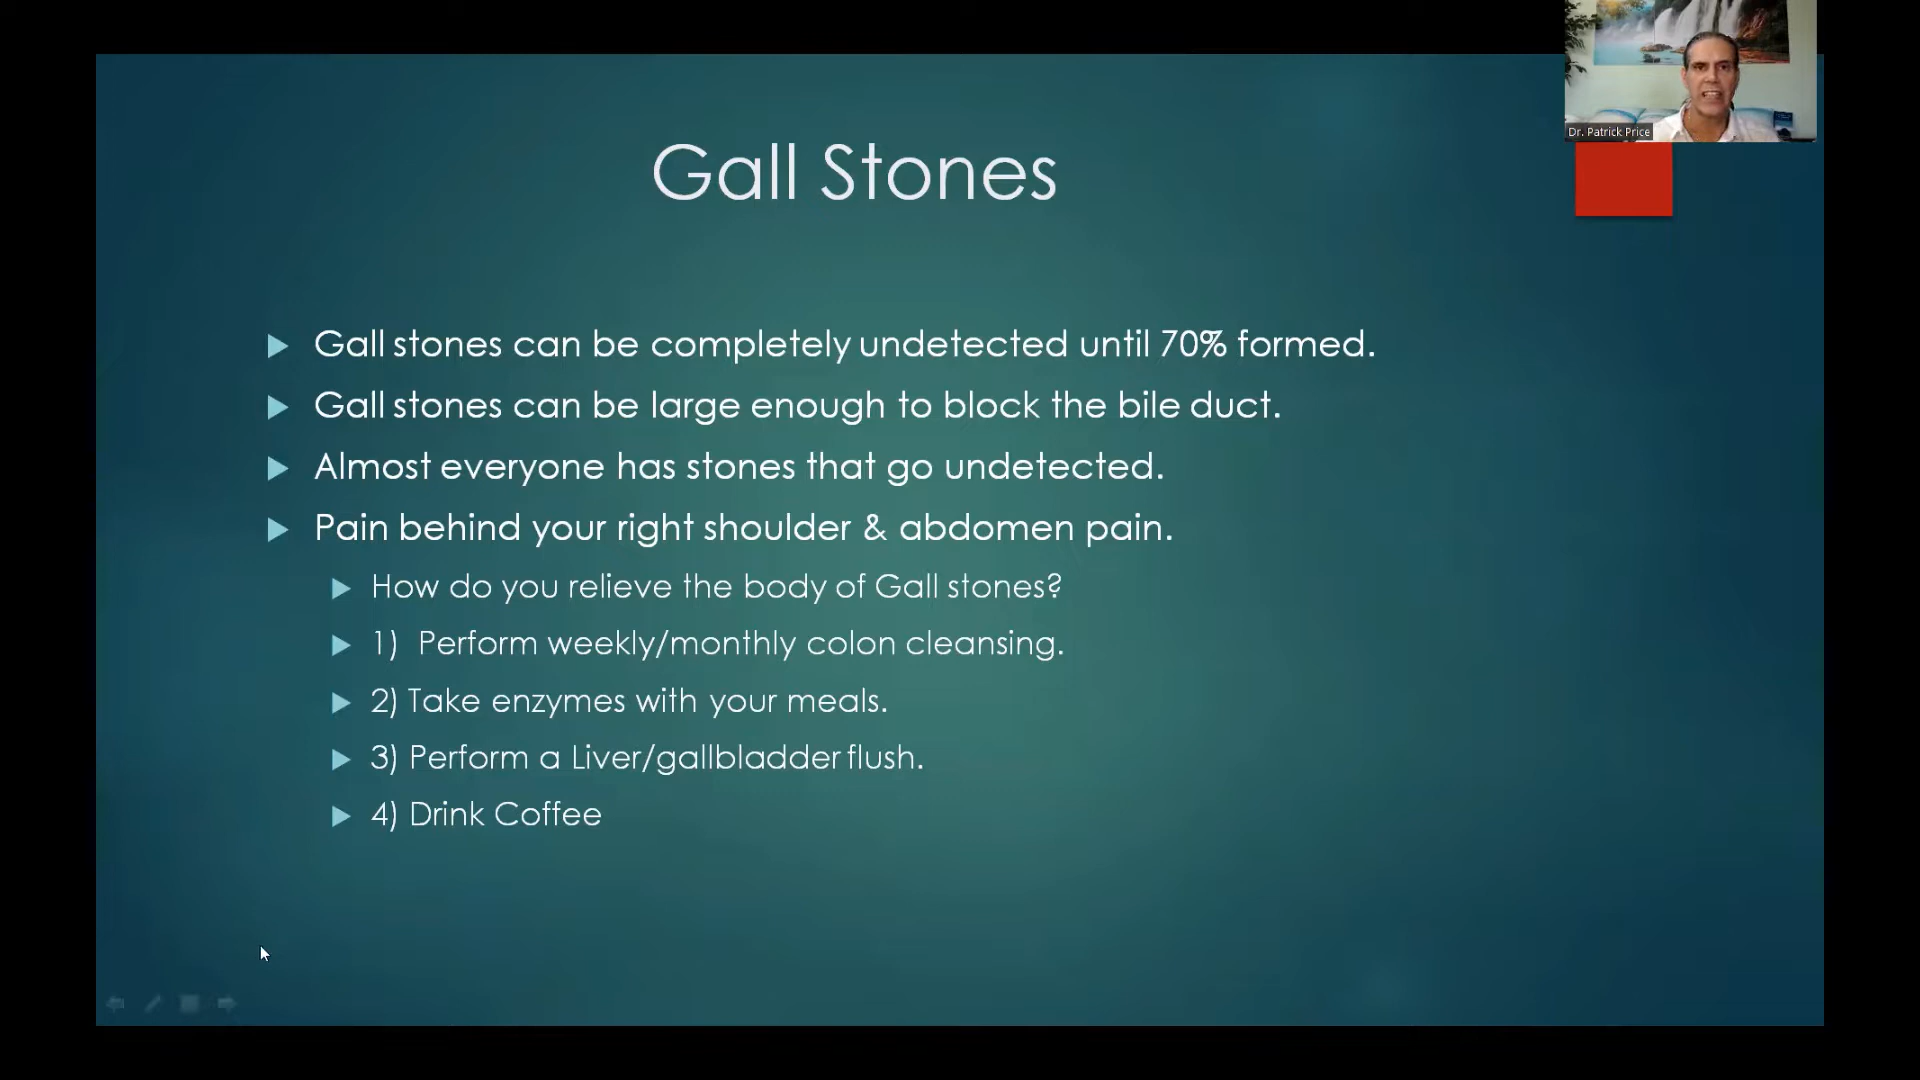 Dr. Patrick Price
Gall Stones
Gall stones can be completely undetected until 70% formed.
Gall stones can be large enough to block the bile duct.
Almost everyone has stones that go undetected.
Pain behind your right shoulder & abdomen pain.
How do you relieve the body of Gall stones?
1) Perform weekly/monthly colon cleansing.
2) Take enzymes with your meals.
3) Perform a Liver/gallbladder flush.
4) Drink Coffee